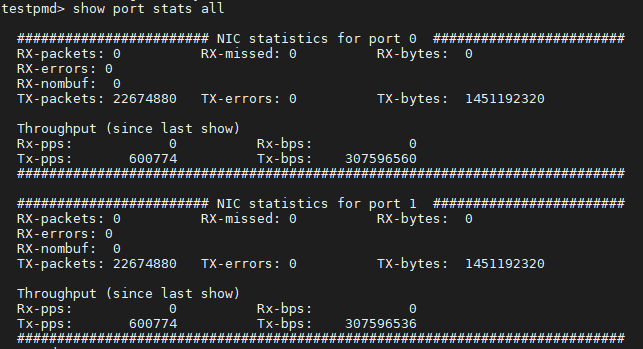 testpmd> show port stats all
######################## NIC statistics for port 0 ########################
RX-packets: 0 RX-missed: 0 RX-bytes: 0
RX-errors: 0
RX-nombuf: 0
TX-packets: 22674880 TX-errors: 0 TX-bytes: 1451192320
Throughput (since last show)
Rx-pps: 0 Rx-bps: 0
Tx-pps: 600774 Tx-bps: 307596560
############################################################################
######################## NIC statistics for port 1 ########################
RX-packets: 0 RX-missed: 0 RX-bytes: 0
RX-errors: 0
RX-nombuf: 0
TX-packets: 22674880 TX-errors: 0 TX-bytes: 1451192320
Throughput (since last show)
Rx-pps: 0 Rx-bps: 0
Tx-pps: 600774 Tx-bps: 307596536
############################################################################